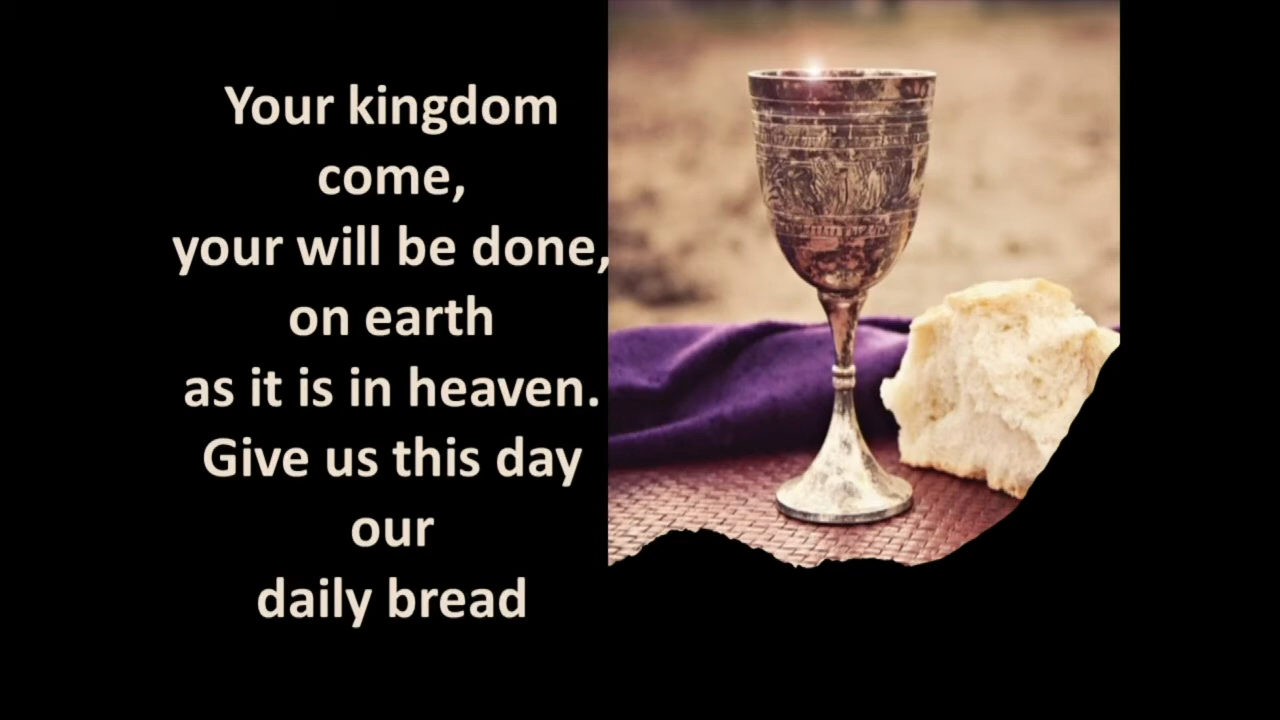 Your kingdom
come,
your will be done,
on earth
as it is in heaven.
Give us this day
our
daily bread